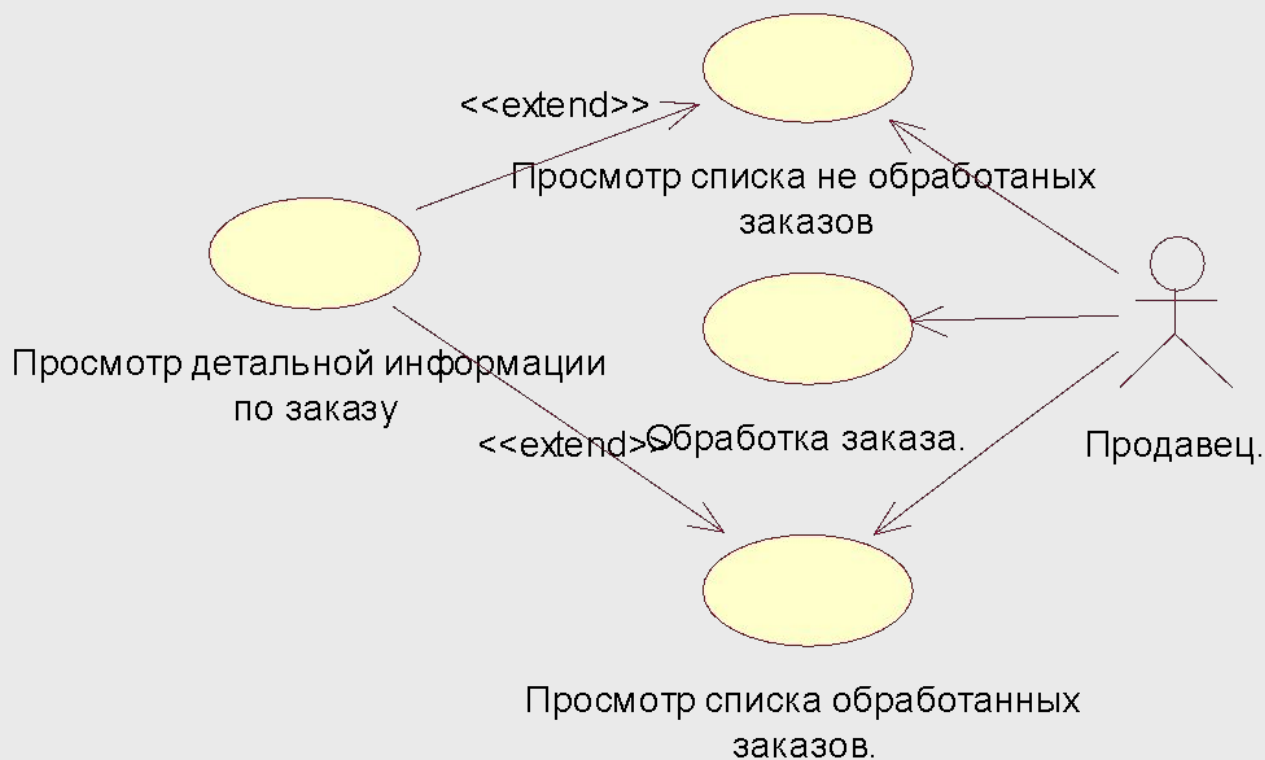 <<extend>>
Просмотр списка не обработаных
заказов
Просмотр детальной информации
по заказу
<<extend>>
Обработка заказа.
Продавец.
Просмотр списка обработанных
заказов.